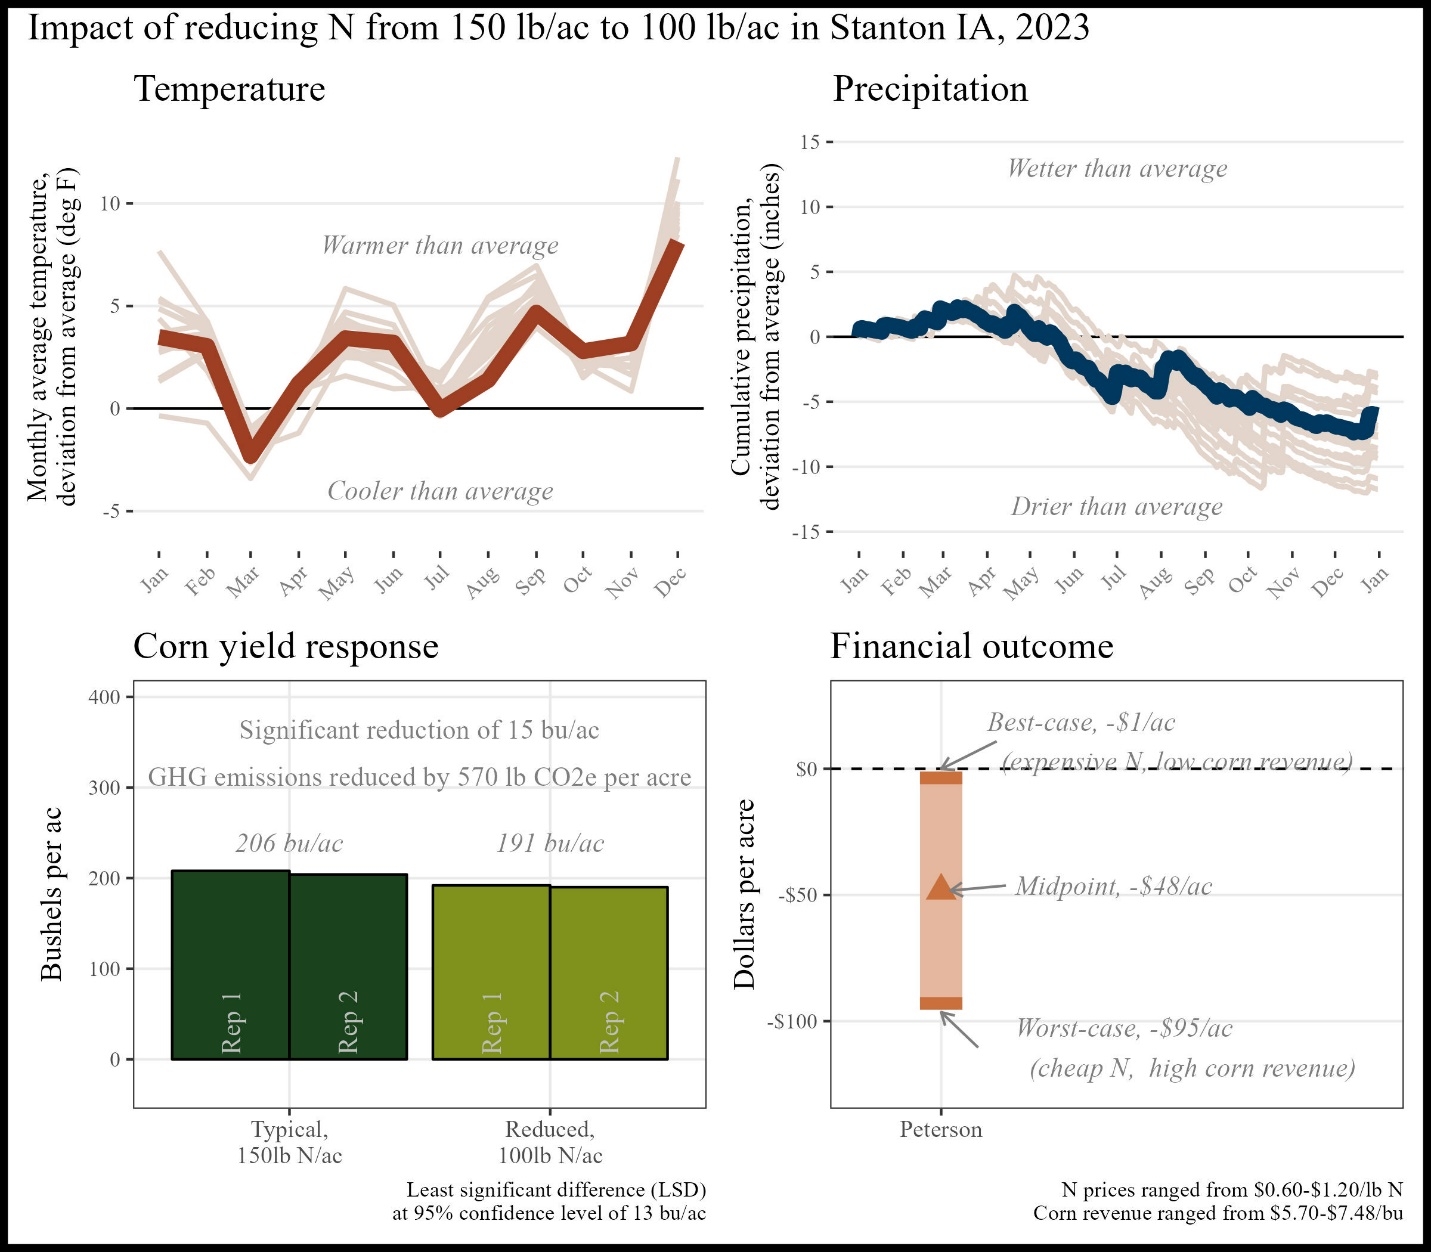 Impact of reducing N from 150 lb/ac to 100 lb/ac in Stanton IA, 2023
Temperature
Monthly average temperature,
deviation from average (deg F)
10
5
0
-5
Warmer than average
Cooler than average
Jan
Feb
Mar
Apr
May
Jun
Jul
Aug
Sep
Oct
Nov
Dec
Precipitation
Cumulative precipitation,
deviation from average (inches)
15
10
5
0
-5
-10
-15
Wetter than average
Drier than average
Jan
Feb
Mar
Apr
May
Jun
Jul
Aug
Sep
Oct
Nov
Dec
Jan
Corn yield response
Bushels per ac
400
300
200
100
0
Significant reduction of 15 bu/ac
GHG emissions reduced by 570 lb CO2e per acre
206 bu/ac
191 bu/ac
Rep 1
Rep 2
Rep 1
Rep 2
Typical,
150lb N/ac
Reduced,
100lb N/ac
Least significant difference (LSD)
at 95% confidence level of 13 bu/ac
Financial outcome
Dollars per acre
$0
-$50
-$100
Best-case, -$1/ac
(expensive N, low corn revenue)
Midpoint, -$48/ac
Worst-case, -$95/ac
(cheap N,  high corn revenue)
Peterson
N prices ranged from $0.60-$1.20/lb N
Corn revenue ranged from $5.70-$7.48/bu